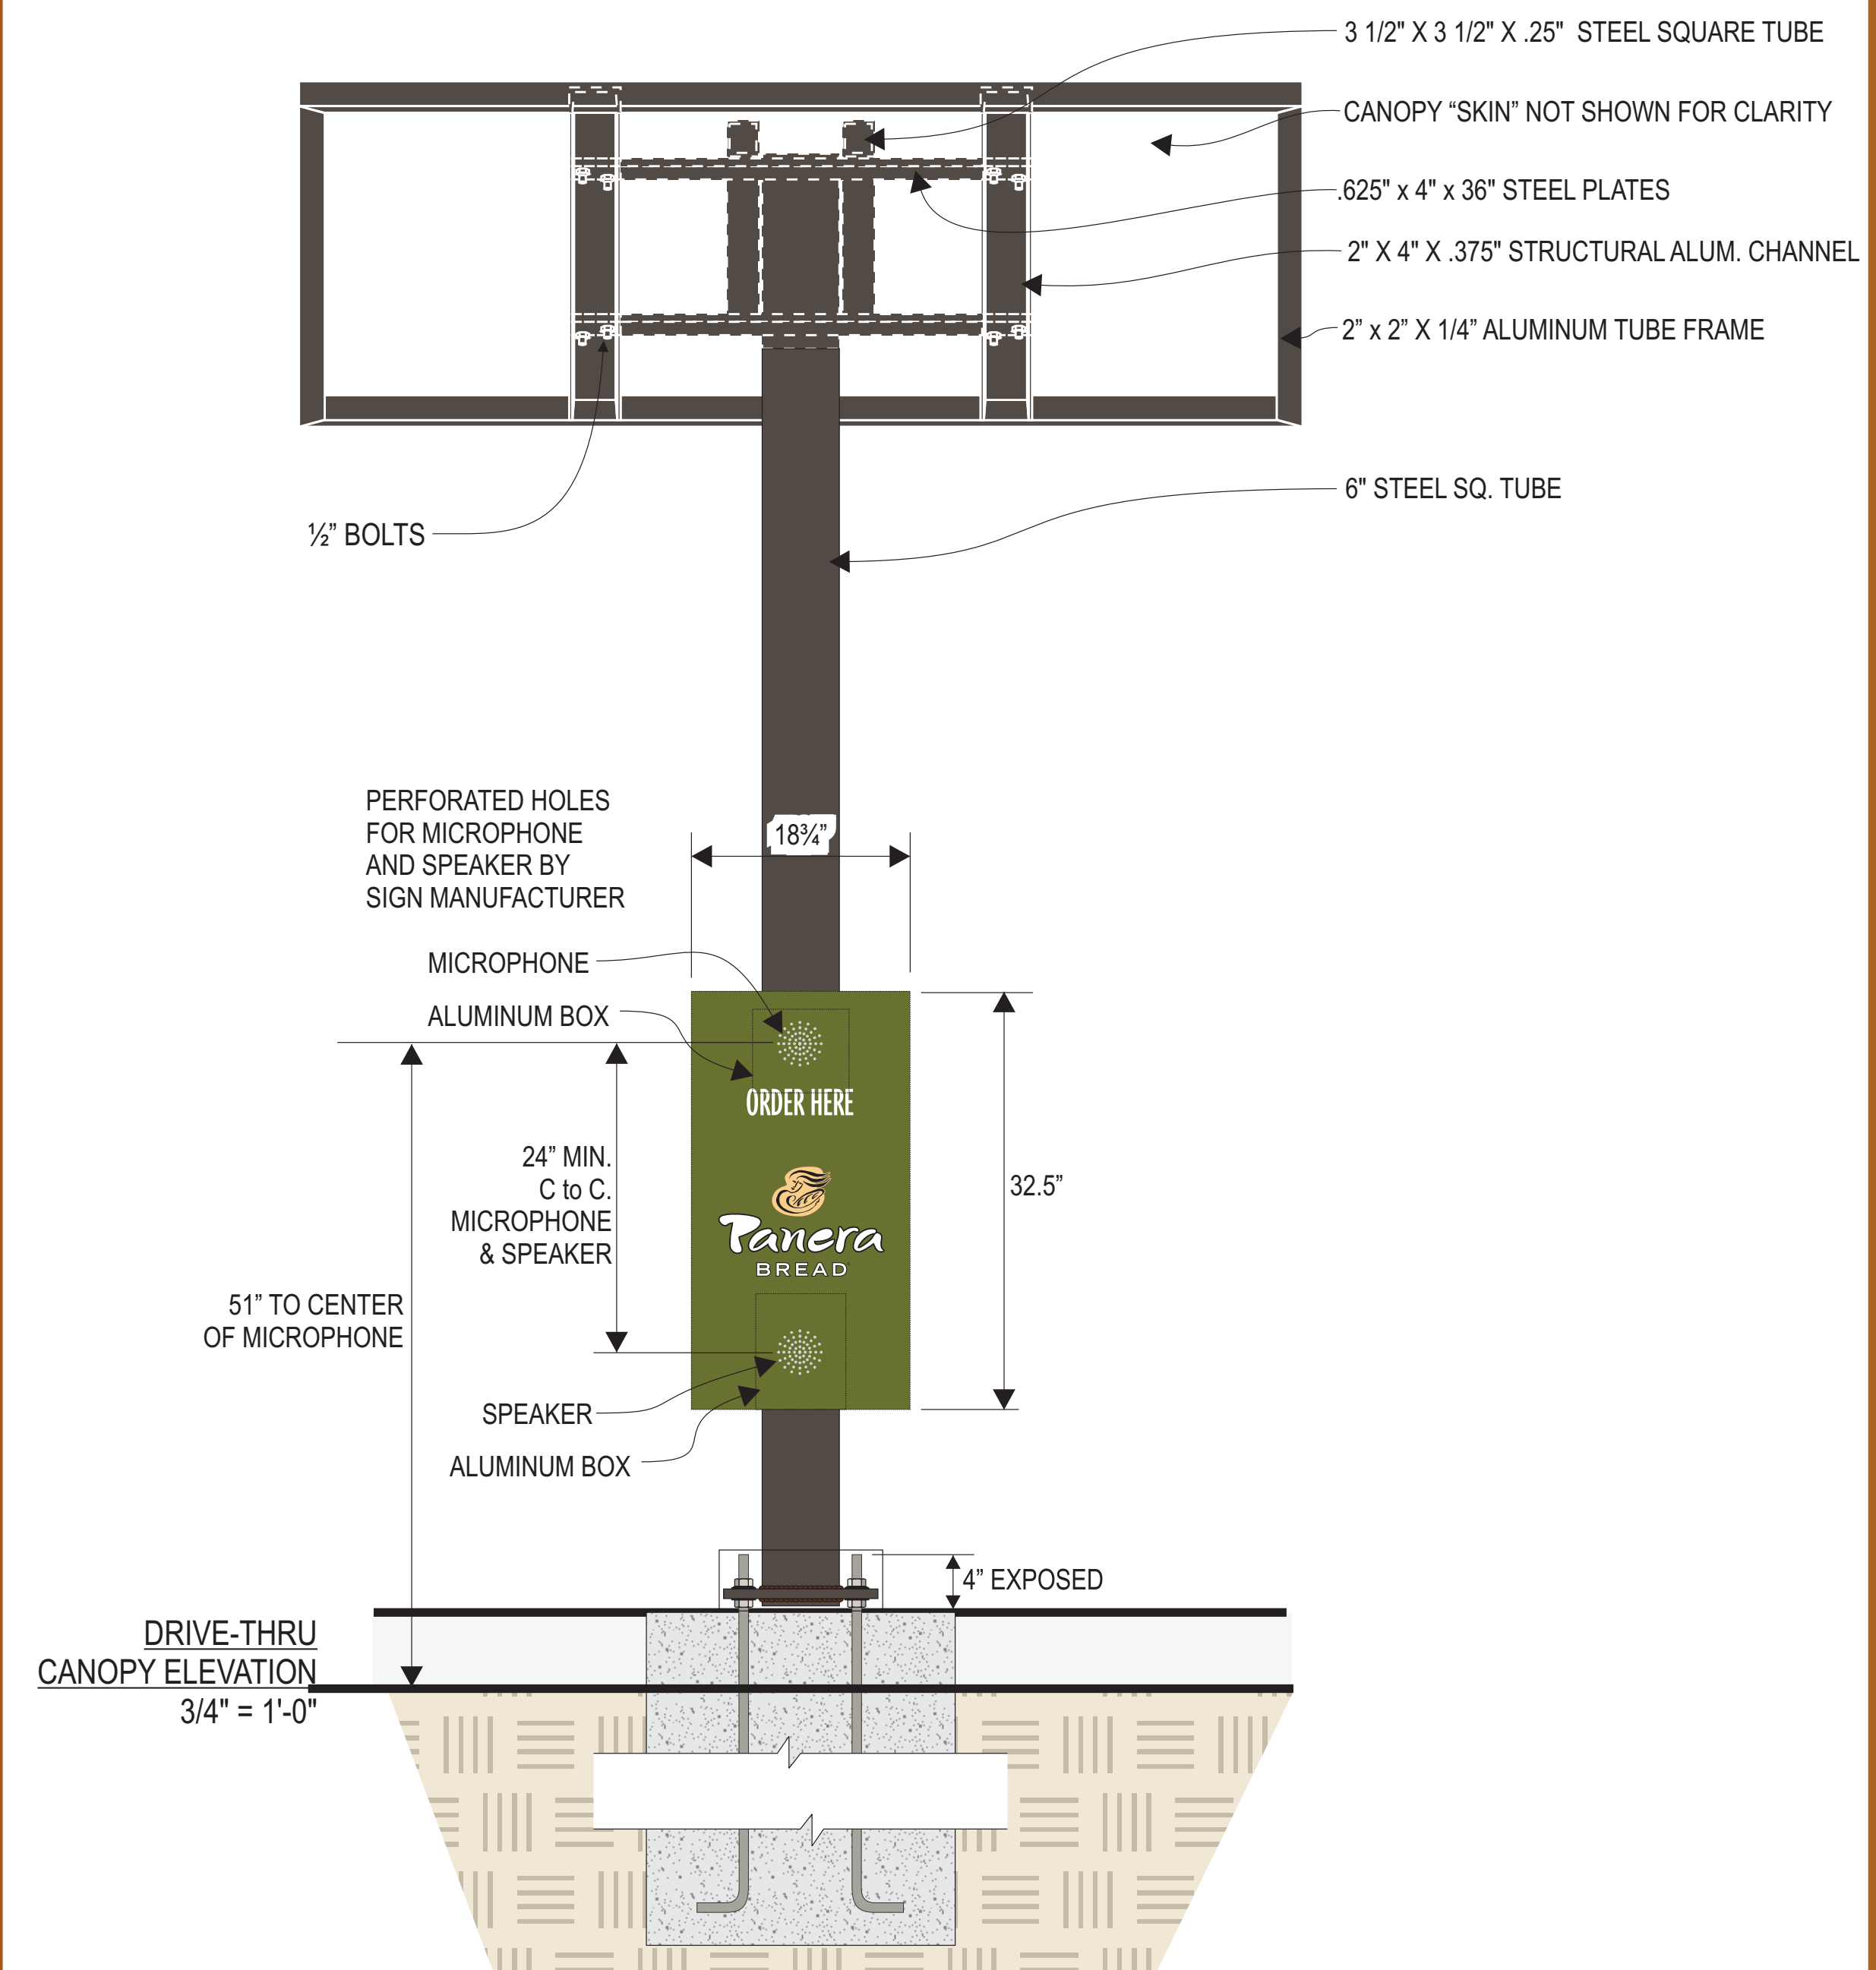 3 1/2" X 3 1/2" X .25" STEEL SQUARE TUBE
CANOPY “SKIN” NOT SHOWN FOR CLARITY
.625" x 4" x 36" STEEL PLATES
2" X 4" X .375" STRUCTURAL ALUM. CHANNEL
2” x 2” X 1/4” ALUMINUM TUBE FRAME
6" STEEL SQ. TUBE
½” BOLTS
PERFORATED HOLES
FOR MICROPHONE
AND SPEAKER BY
SIGN MANUFACTURER
18¾”
MICROPHONE
ALUMINUM BOX
ORDER HERE
24” MIN.
C to C.
MICROPHONE
& SPEAKER
32.5”
Panera
BREAD
51” TO CENTER
OF MICROPHONE
SPEAKER
ALUMINUM BOX
4” EXPOSED
DRIVE-THRU
CANOPY ELEVATION
3/4" = 1'-0"